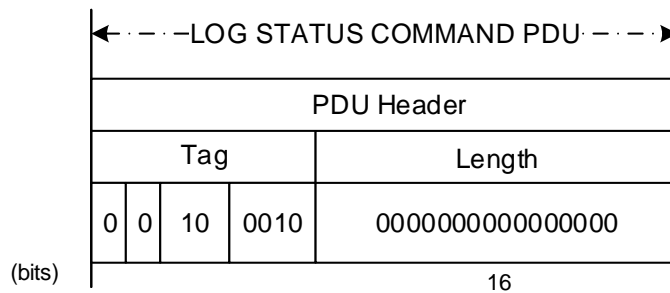 LOG STATUS COMMAND PDU
PDU Header
Tag Length
0 0 10 0010 0000000000000000
(bits) 16